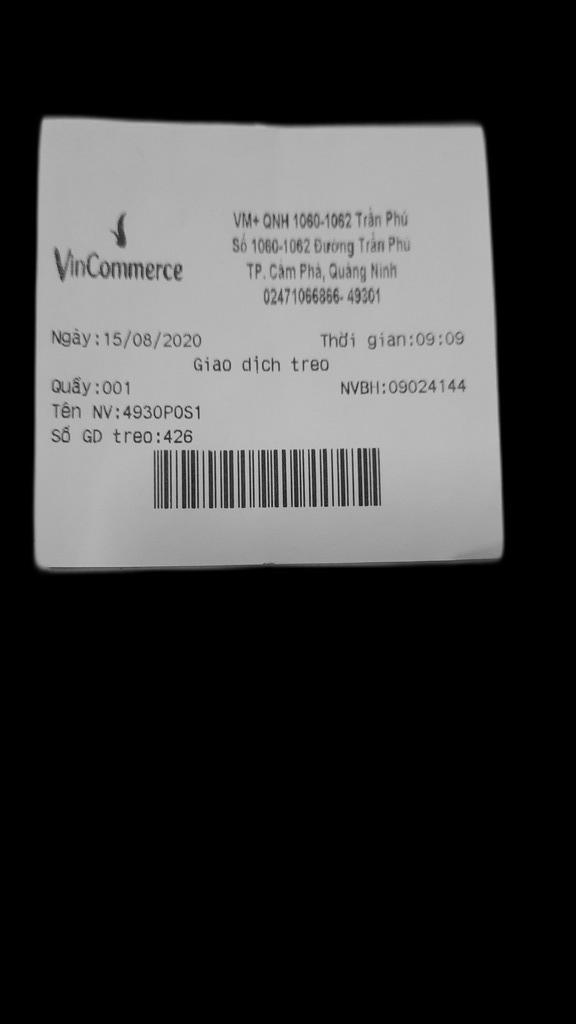 VinCommerce
VM+ QNH 1060-1062 Trần Phú
Số 1060-1062 Đường Trần Phú
TP. Cẩm Phả, Quảng Ninh
02471066866- 49301
Ngày:15/08/2020 Thời gian:09:09
Giao dịch treo
Quầy:001 NVBH:09024144
Tên NV:4930POS1
Số GD treo:426